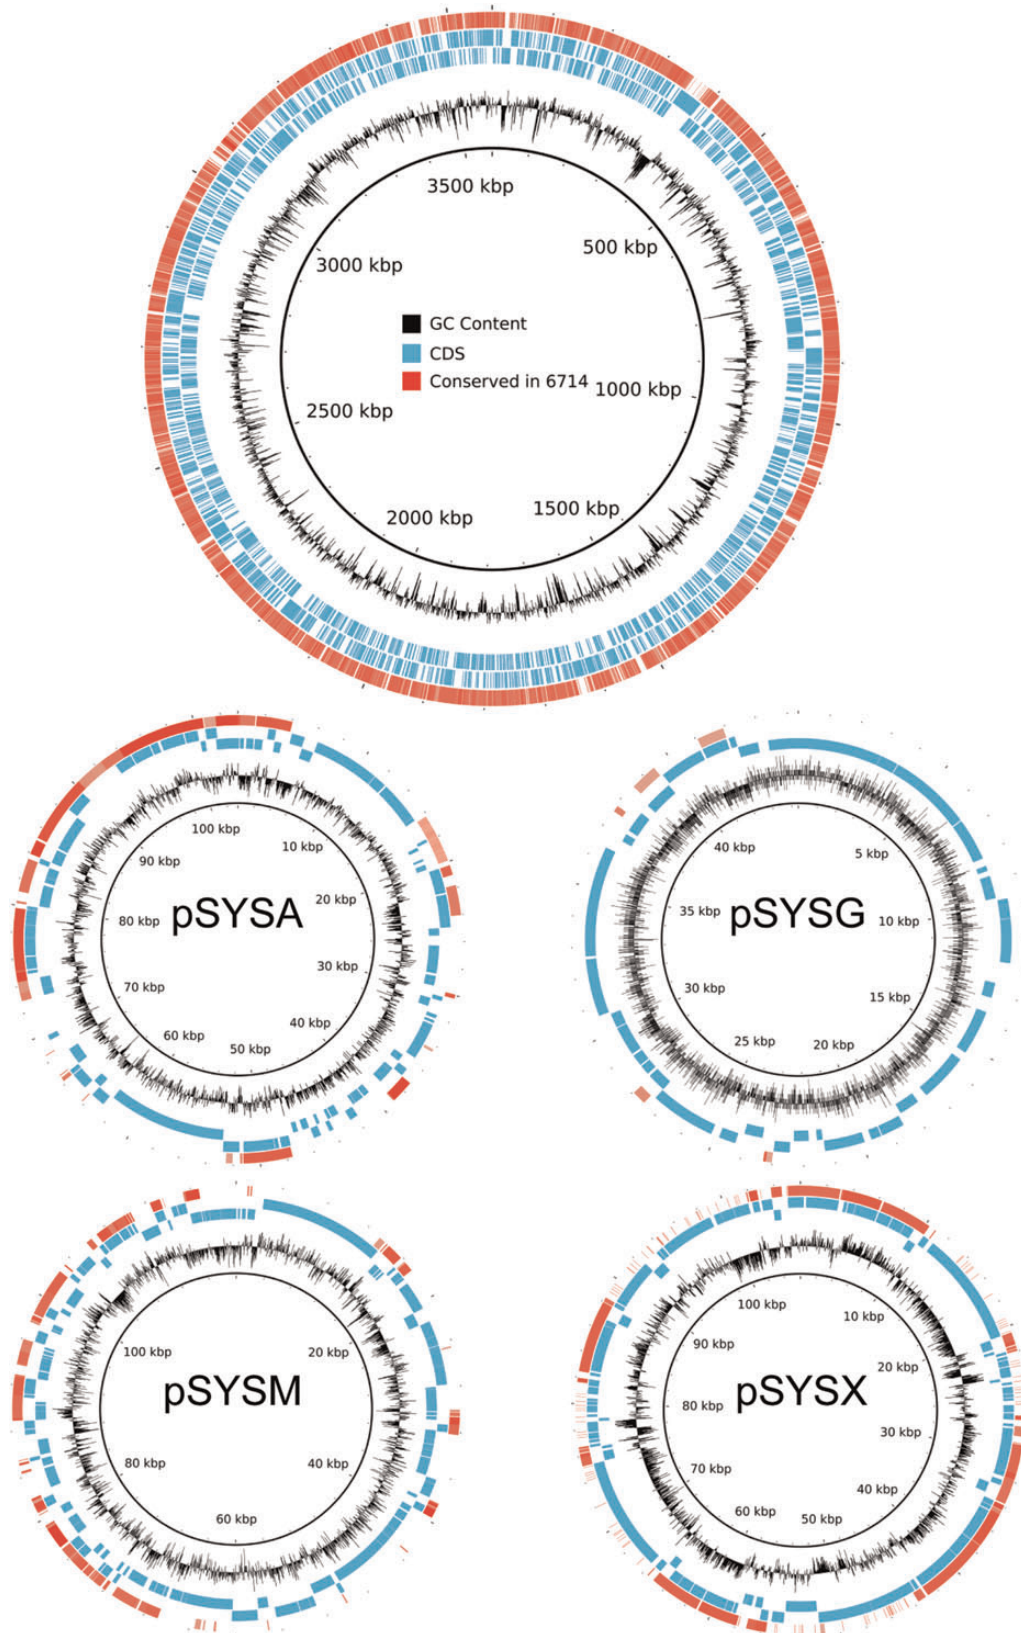 3500 kbp
500 kbp
3000 kbp
GC Content
CDS
Conserved in 6714
1000 kbp
2500 kbp
2000 kbp
1500 kbp
100 kbp
10 kbp
90 kbp
20 kbp
80 kbp
pSYSA
30 kbp
70 kbp
40 kbp
60 kbp
50 kbp
40 kbp
5 kbp
35 kbp
pSYSG
10 kbp
30 kbp
15 kbp
25 kbp
20 kbp
100 kbp
20 kbp
pSYSM
80 kbp
40 kbp
60 kbp
100 kbp
10 kbp
90 kbp
20 kbp
80 kbp
pSYSX
30 kbp
70 kbp
40 kbp
60 kbp
50 kbp